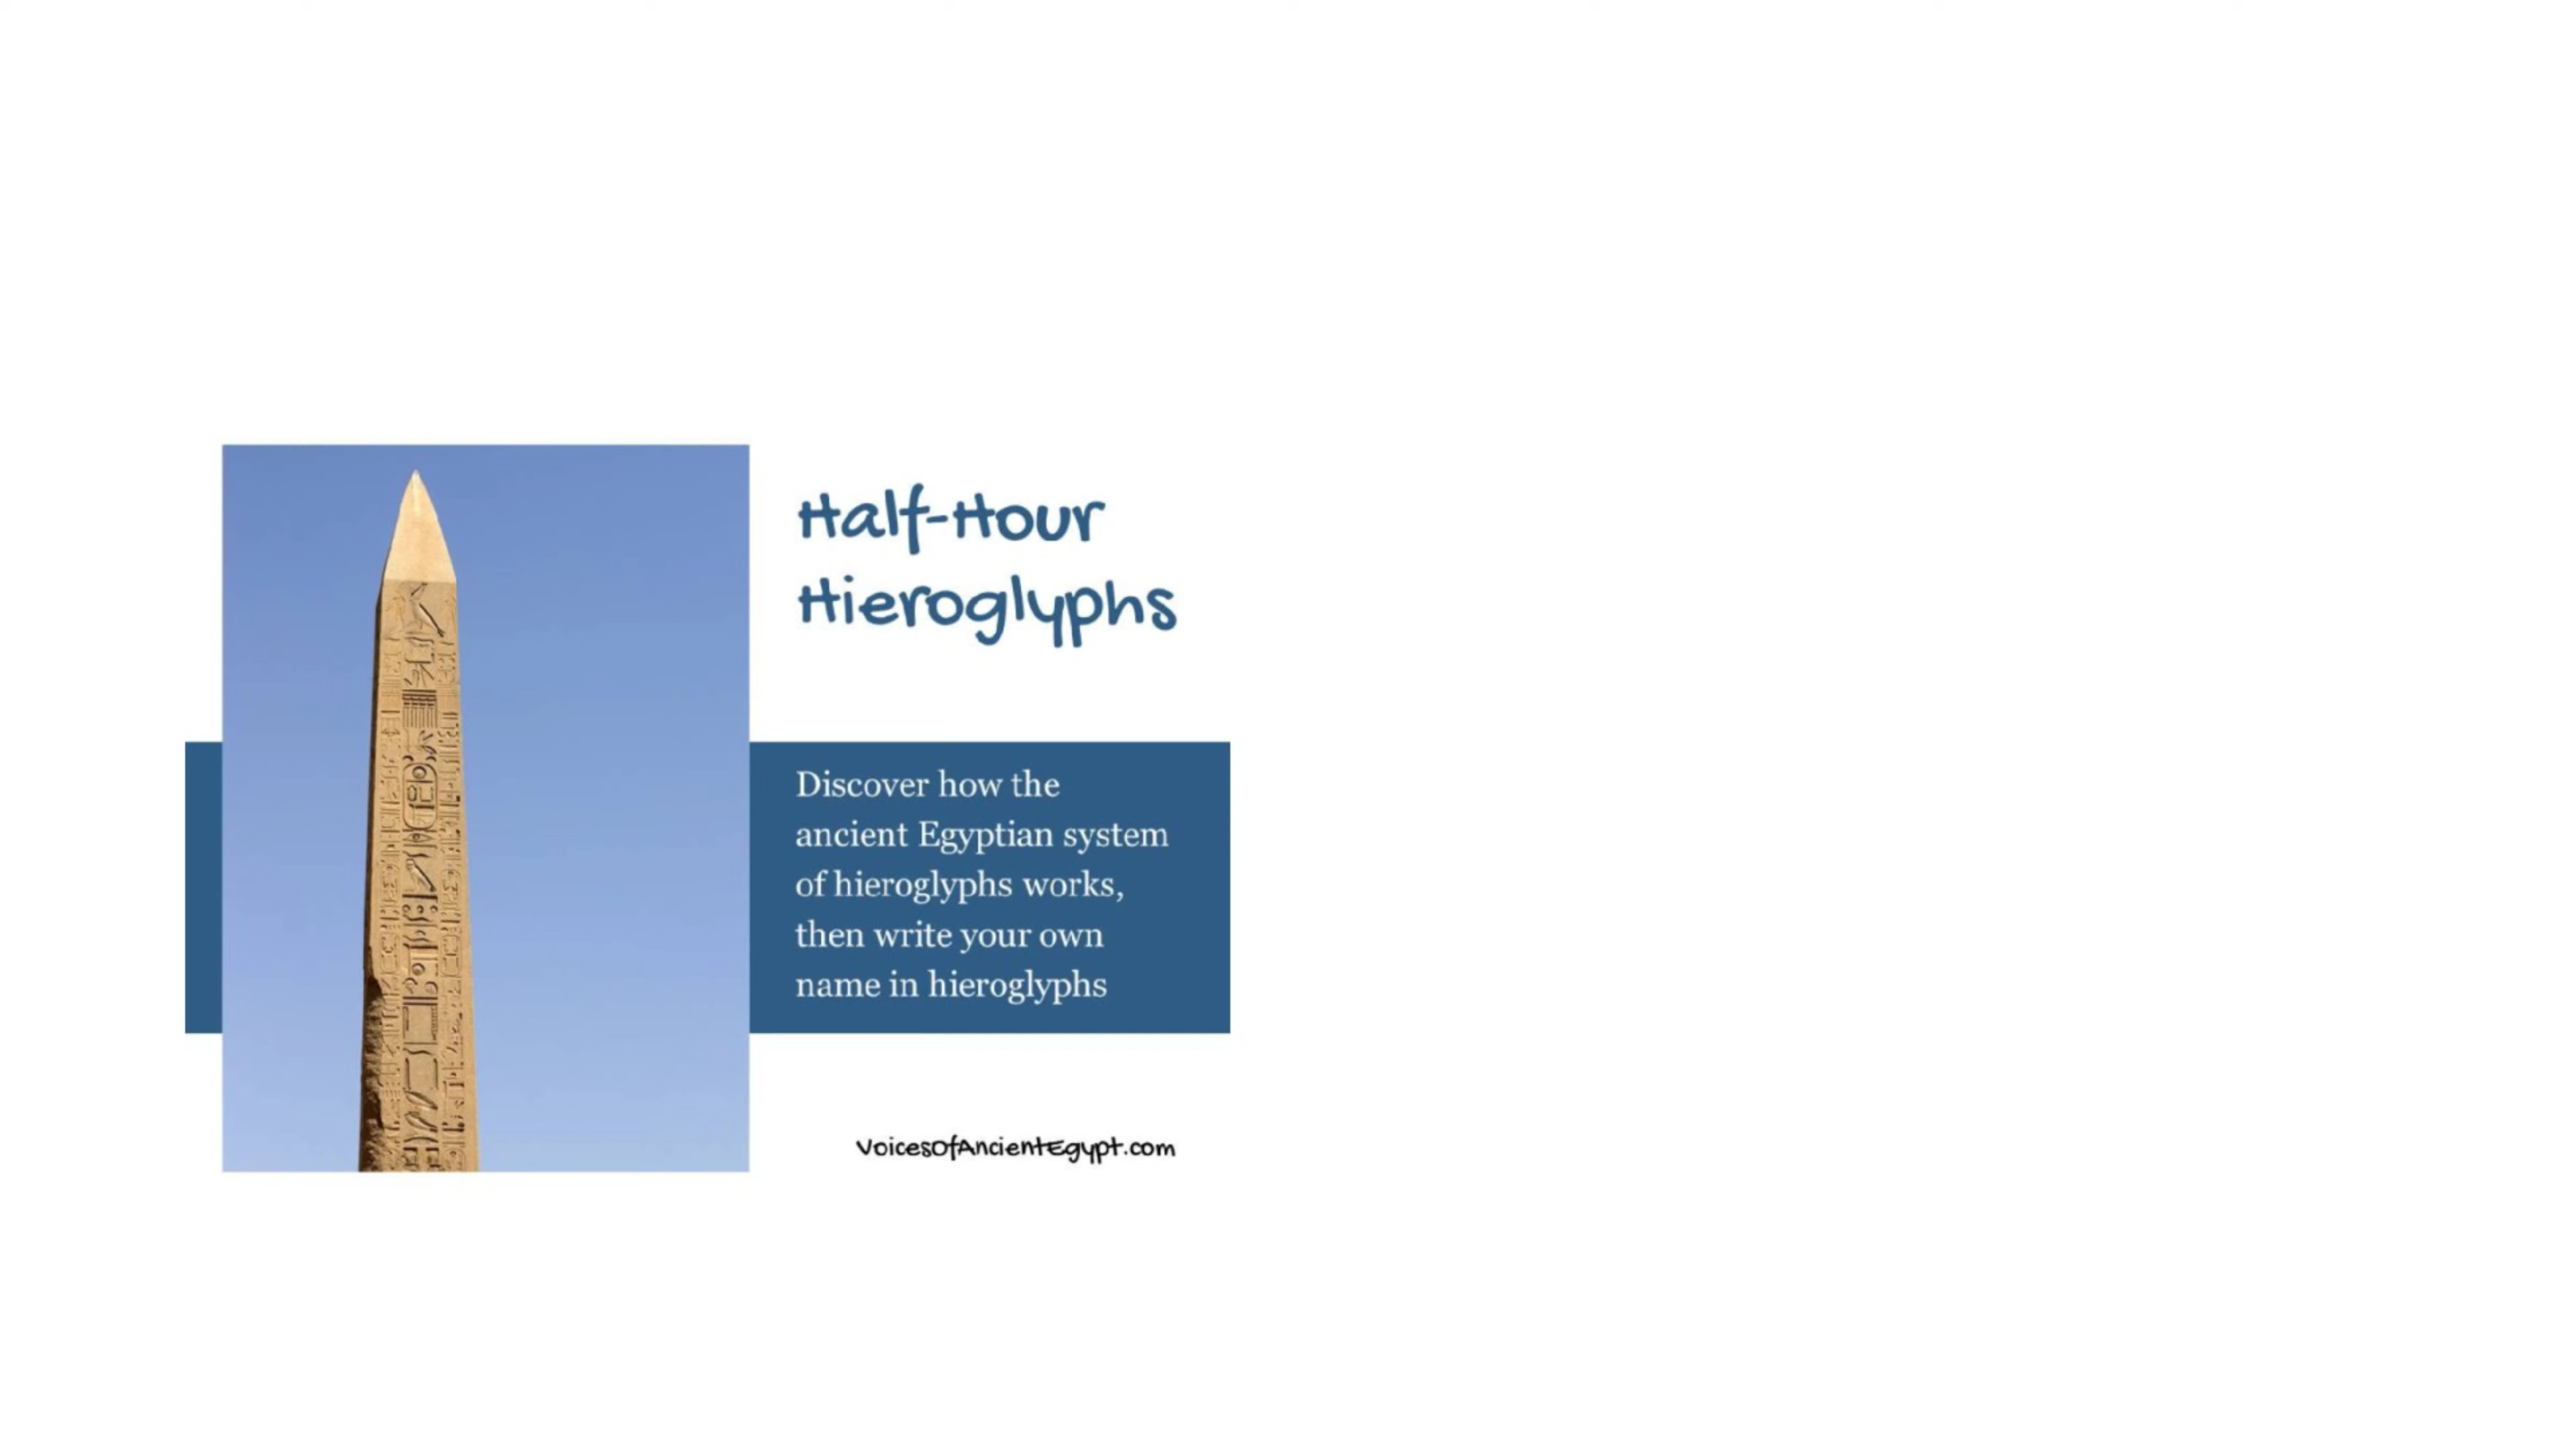 Half-Hour
Hieroglyphs
Discover how the
ancient Egyptian system
of hieroglyphs works,
then write your own
name in hieroglyphs
VoicesOfAncientEgypt.com